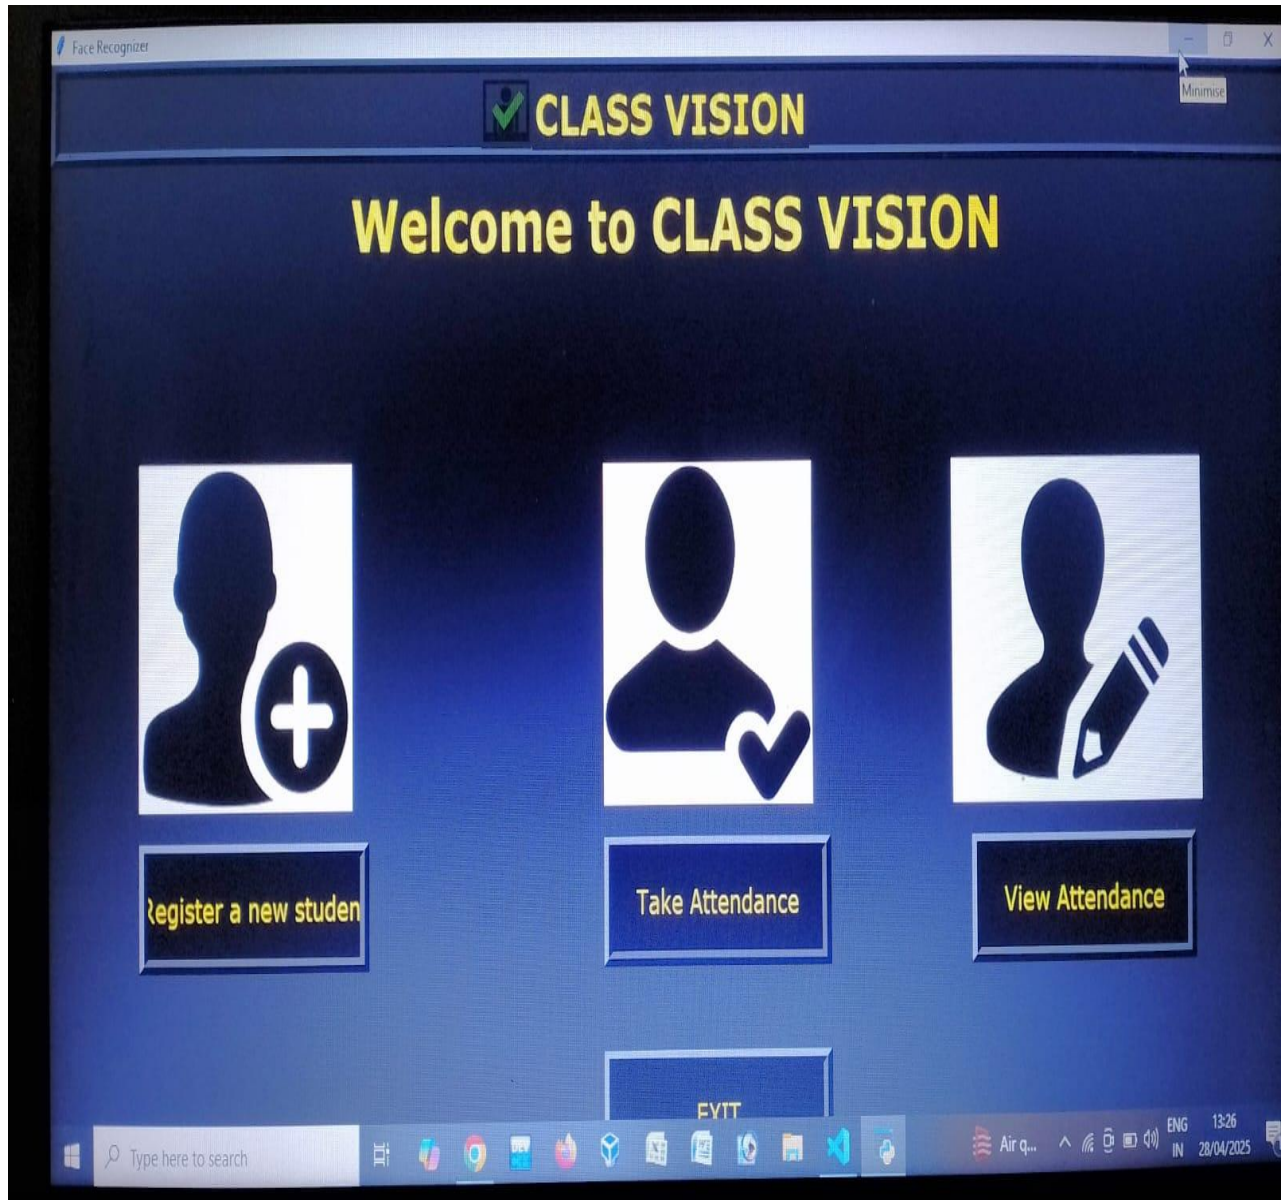 Face Recognizer
Minimise
CLASS VISION
Welcome to CLASS VISION
Register a new studen
Take Attendance
View Attendance
EXIT
Type here to search
Air q...
ENG
IN
13:26
28/04/2025